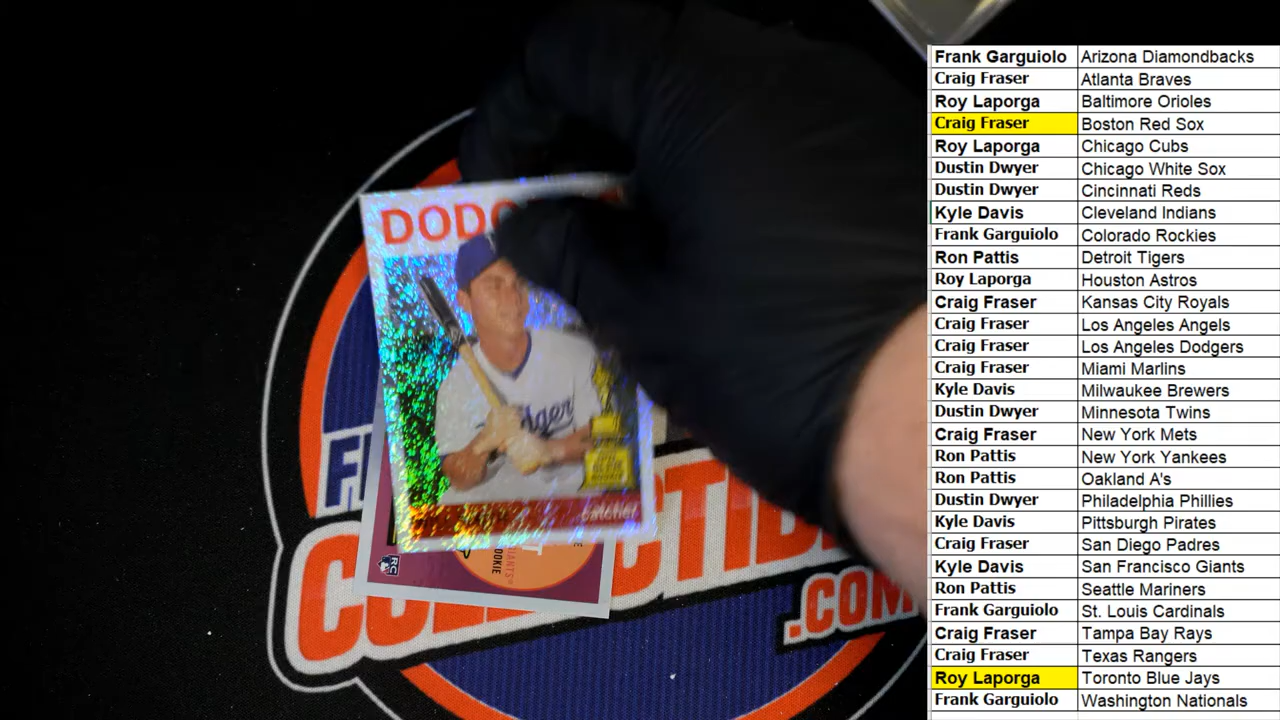 Frank Garguiolo Arizona Diamondbacks
Craig Fraser Atlanta Braves
Roy Laporga Baltimore Orioles
Craig Fraser Boston Red Sox
Roy Laporga Chicago Cubs
Dustin Dwyer Chicago White Sox
Dustin Dwyer Cincinnati Reds
Kyle Davis Cleveland Indians
Frank Garguiolo Colorado Rockies
Ron Pattis Detroit Tigers
Roy Laporga Houston Astros
Craig Fraser Kansas City Royals
Craig Fraser Los Angeles Angels
Craig Fraser Los Angeles Dodgers
Craig Fraser Miami Marlins
Kyle Davis Milwaukee Brewers
Dustin Dwyer Minnesota Twins
Craig Fraser New York Mets
Ron Pattis New York Yankees
Ron Pattis Oakland A's
Dustin Dwyer Philadelphia Phillies
Kyle Davis Pittsburgh Pirates
Craig Fraser San Diego Padres
Kyle Davis San Francisco Giants
Ron Pattis Seattle Mariners
Frank Garguiolo St. Louis Cardinals
Craig Fraser Tampa Bay Rays
Craig Fraser Texas Rangers
Roy Laporga Toronto Blue Jays
Frank Garguiolo Washington Nationals
DODG
catcher
RC
.COM